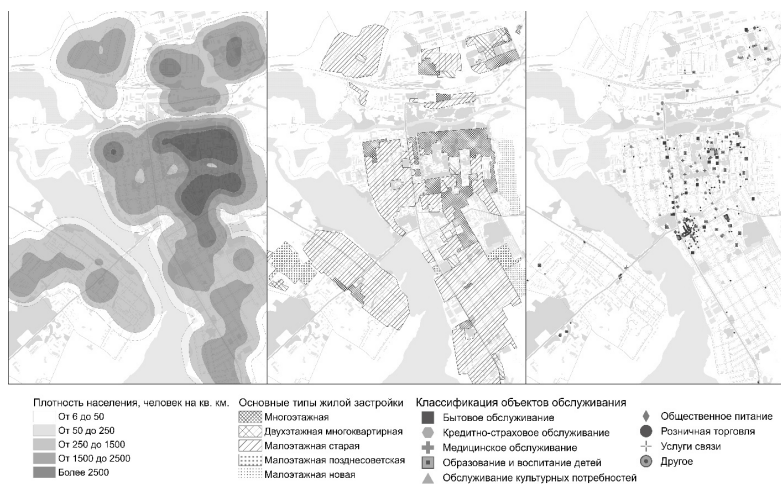 Плотность населения, человек на кв. км.
От 6 до 50
От 50 до 250
От 250 до 1500
От 1500 до 2500
Более 2500
Основные типы жилой застройки
Многоэтажная
Двухэтажная многоквартирная
Малоэтажная старая
Малоэтажная позднесоветская
Малоэтажная новая
Классификация объектов обслуживания
Бытовое обслуживание
Кредитно-страховое обслуживание
Медицинское обслуживание
Образование и воспитание детей
Обслуживание культурных потребностей
Общественное питание
Розничная торговля
Услуги связи
Другое